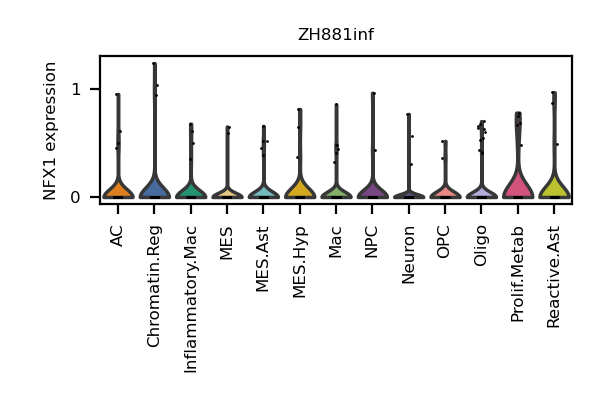 ZH881inf
NFX1 expression
1
0
AC
Chromatin.Reg
Inflammatory.Mac
MES
MES.Ast
MES.Hyp
Mac
NPC
Neuron
OPC
Oligo
Prolif.Metab
Reactive.Ast